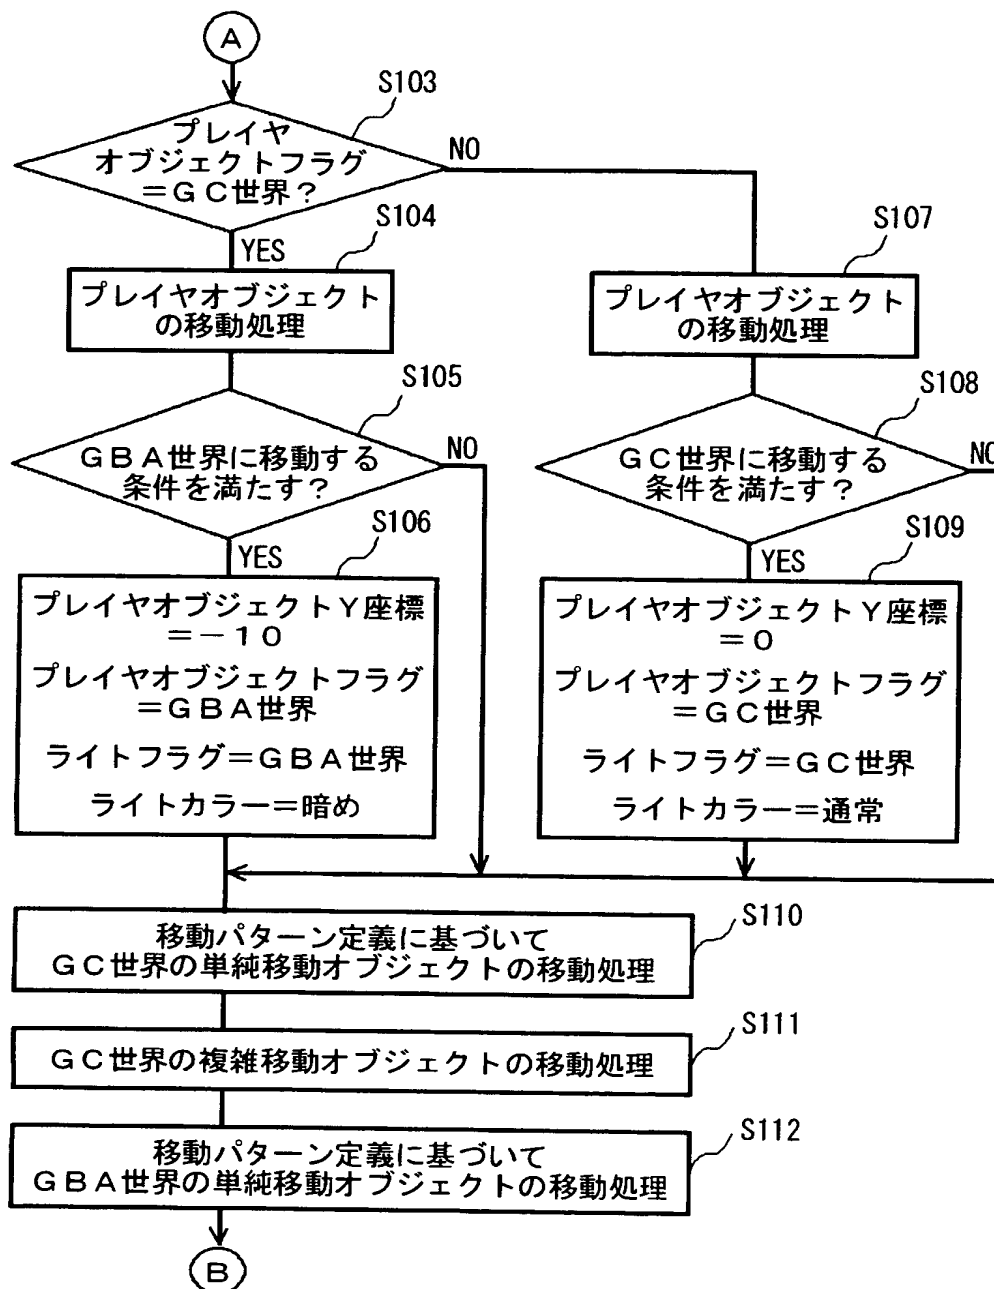 A
S103
プレイヤ
オブジェクトフラグ
＝ＧＣ世界？
NO
YES
S104
プレイヤオブジェクト
の移動処理
S107
プレイヤオブジェクト
の移動処理
S105
ＧＢＡ世界に移動する
条件を満たす？
NO
YES
S108
ＧＣ世界に移動する
条件を満たす？
NO
YES
S106
プレイヤオブジェクトＹ座標
＝－１０
プレイヤオブジェクトフラグ
＝ＧＢＡ世界
ライトフラグ＝ＧＢＡ世界
ライトカラー＝暗め
S109
プレイヤオブジェクトＹ座標
＝０
プレイヤオブジェクトフラグ
＝ＧＣ世界
ライトフラグ＝ＧＣ世界
ライトカラー＝通常
S110
移動パターン定義に基づいて
ＧＣ世界の単純移動オブジェクトの移動処理
S111
ＧＣ世界の複雑移動オブジェクトの移動処理
S112
移動パターン定義に基づいて
ＧＢＡ世界の単純移動オブジェクトの移動処理
B